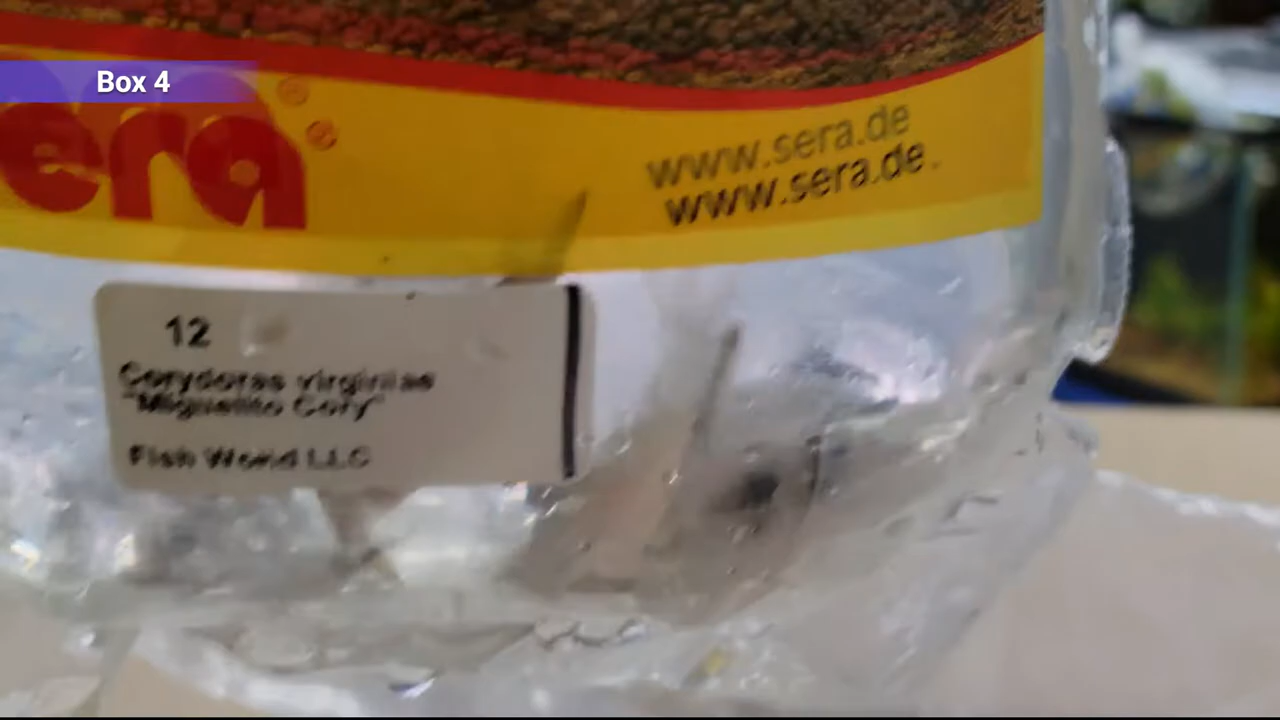 Box 4
era
www.sera.de
www.sera.de
12
Corydoras virginiae
"Miguelito Cory"
Fish World LLC